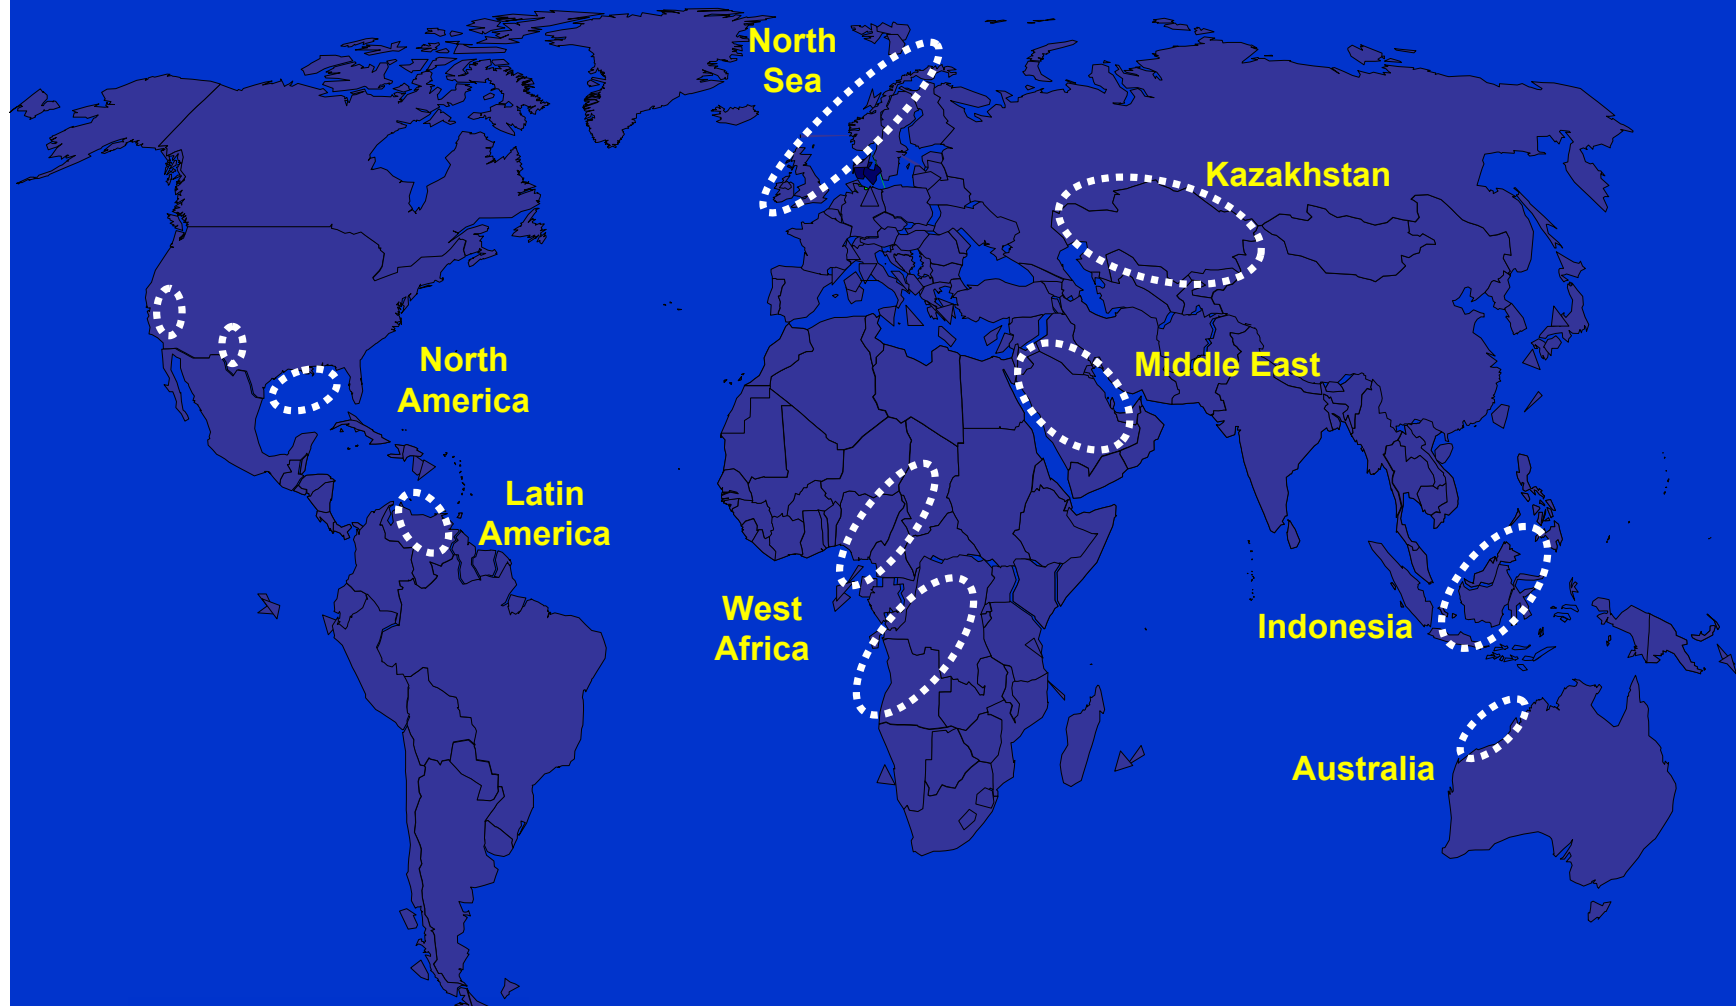 North
Sea
Kazakhstan
North
America
Middle East
Latin
America
West
Africa
Indonesia
Australia